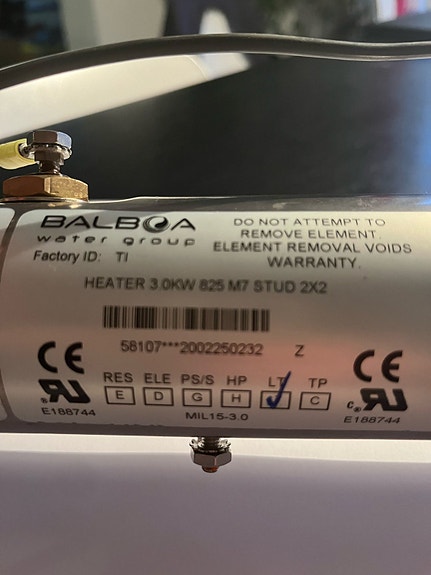 BALBOA
water group
Factory ID: TI
DO NOT ATTEMPT TO
REMOVE ELEMENT.
ELEMENT REMOVAL VOIDS
WARRANTY.
HEATER 3.0KW 825 M7 STUD 2X2
58107***2002250232 Z
CE
RU
E188744
RES ELE PS/S HP LT TP
E D G H C
MIL15-3.0
CE
c RU
E188744